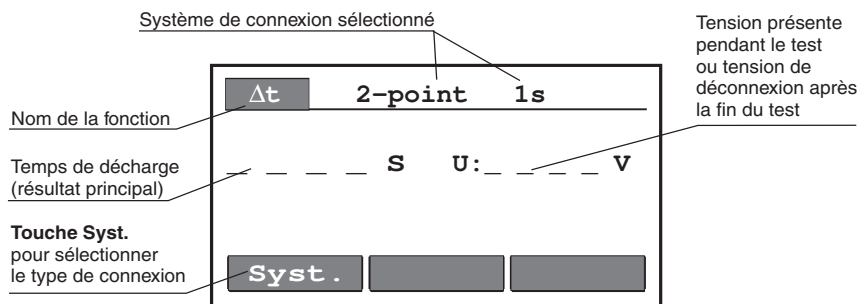 Système de connexion sélectionné
Tension présente
pendant le test
ou tension de
déconnexion après
la fin du test
Δt 2-point 1s
Nom de la fonction
Temps de décharge
(résultat principal)
_ _ _ _ S U:_ _ _ _ V
Touche Syst.
pour sélectionner
le type de connexion
Syst.